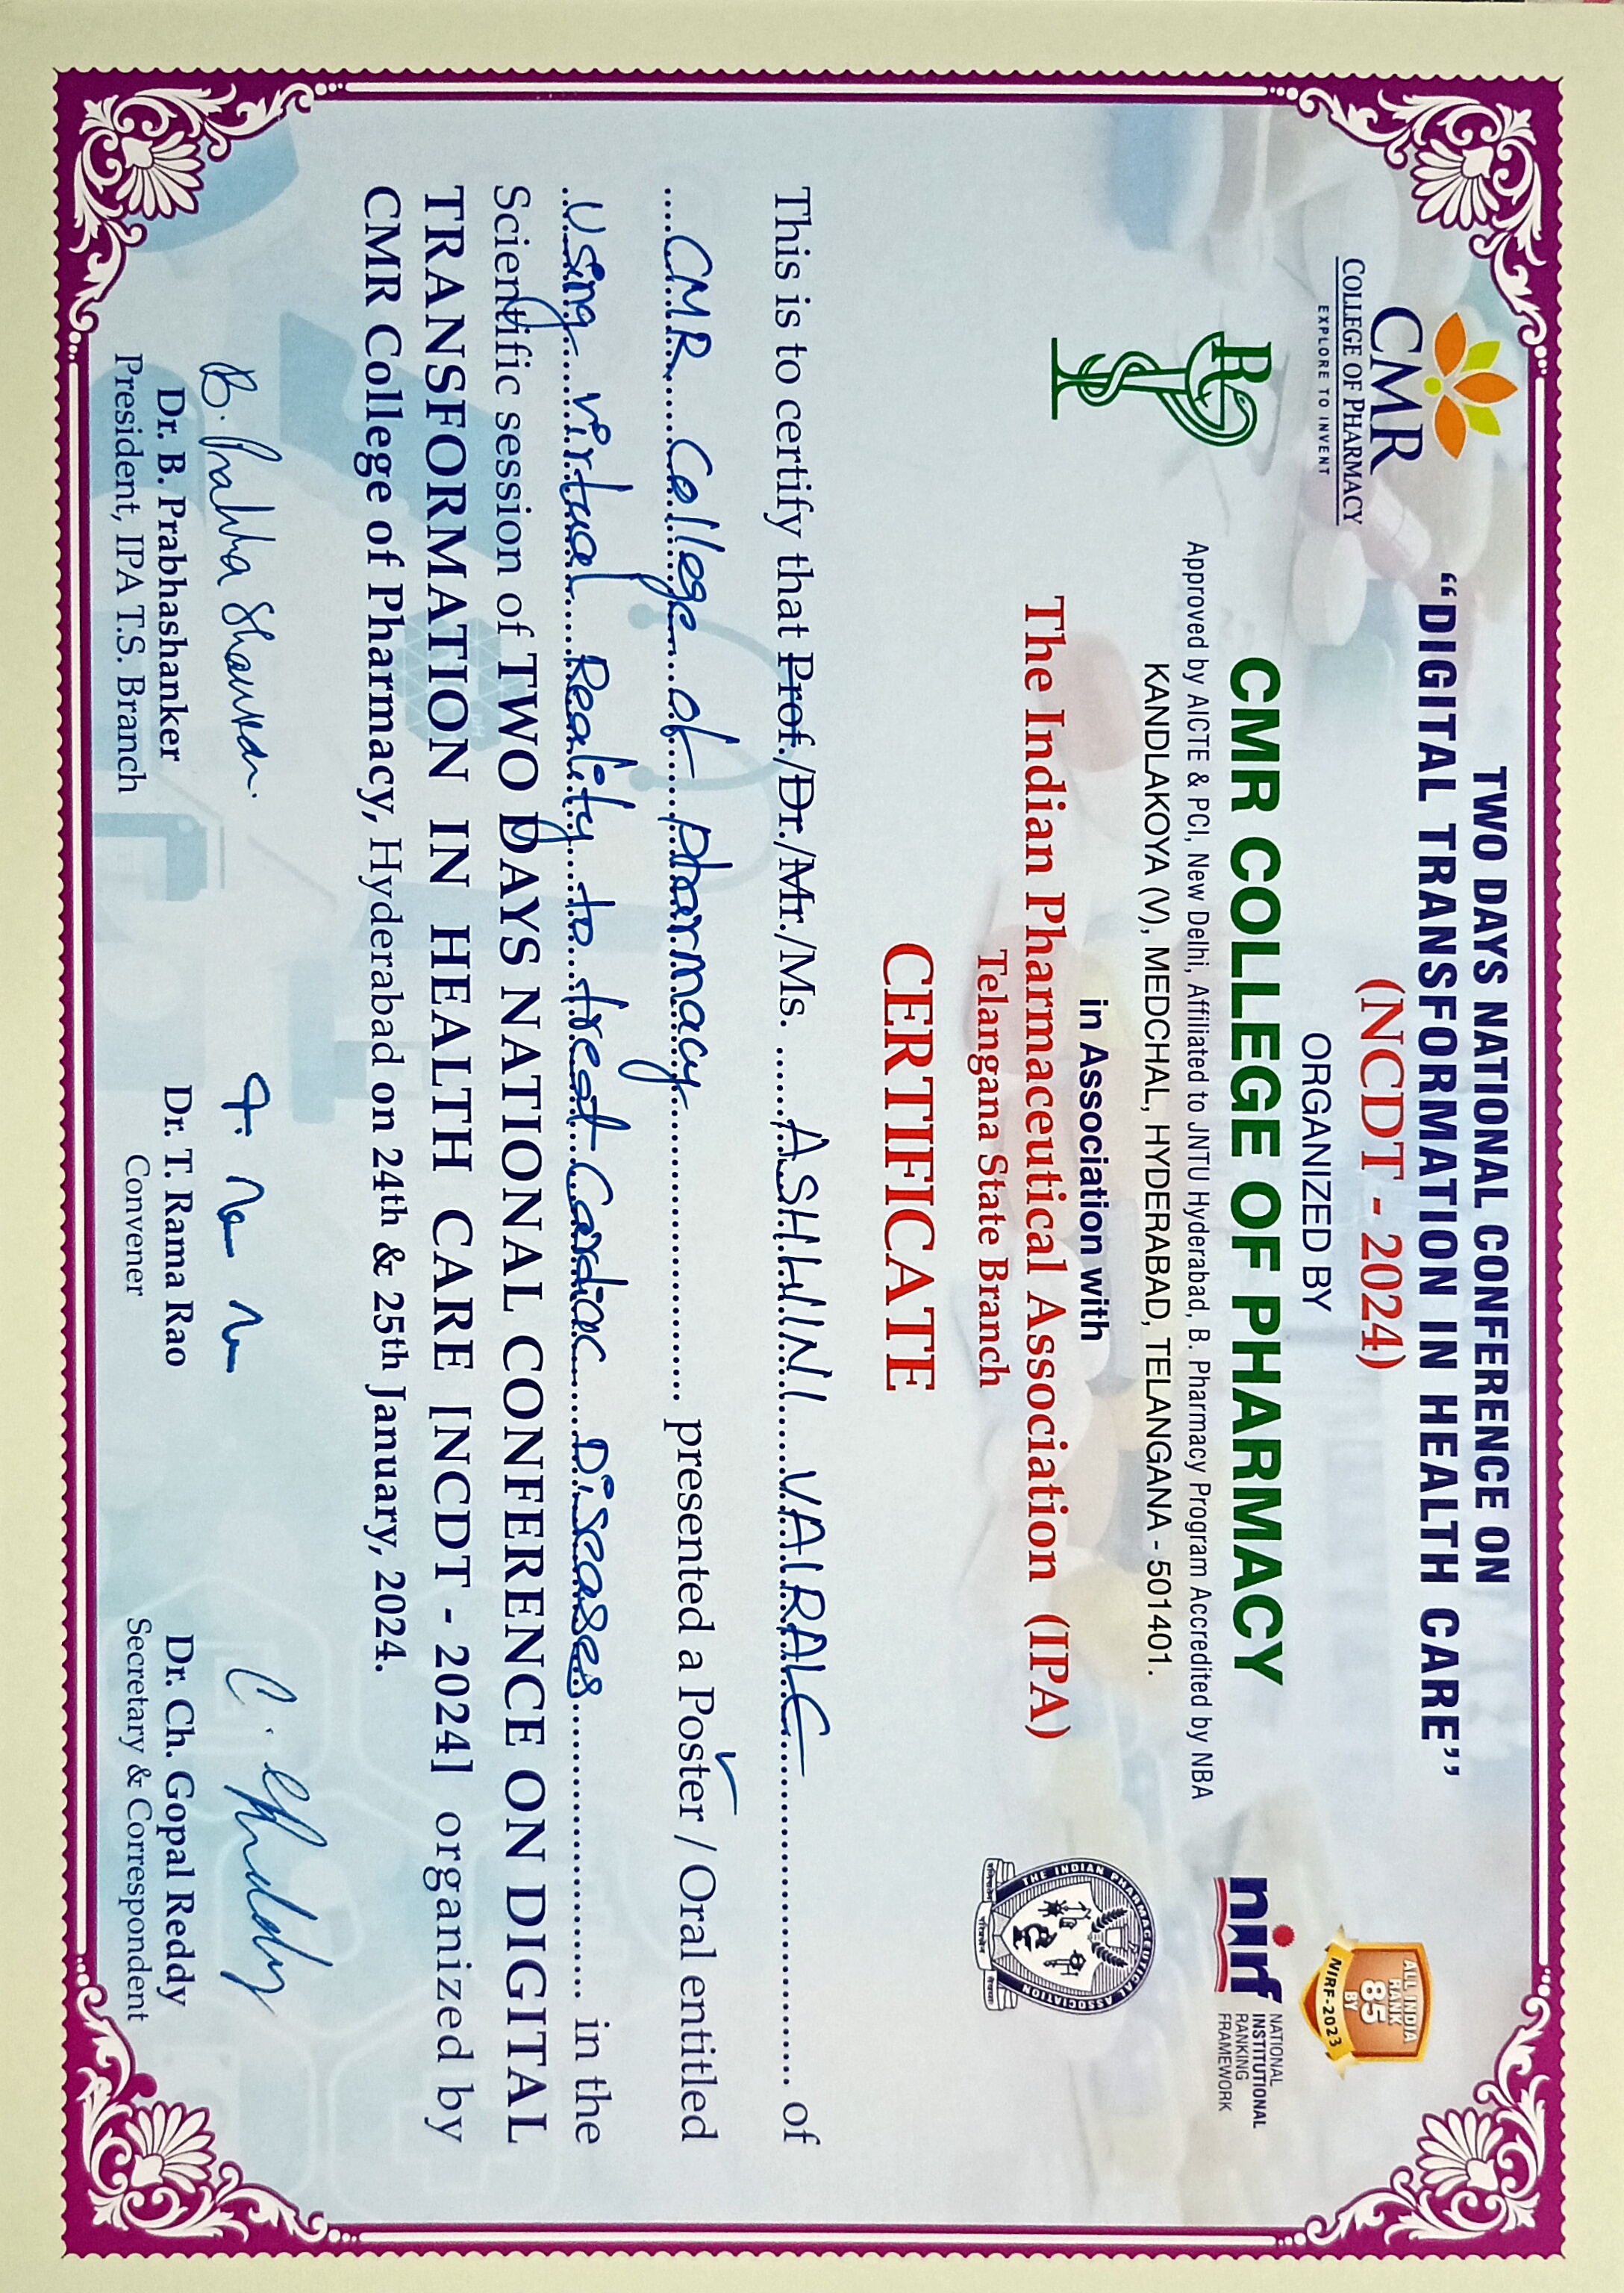 TWO DAYS NATIONAL CONFERENCE ON
“DIGITAL TRANSFORMATION IN HEALTH CARE”
(NCDT - 2024)
CMR
COLLEGE OF PHARMACY
EXPLORE TO INVENT
ALL INDIA
RANK
85
BY
NIRF-2023
ORGANIZED BY
CMR COLLEGE OF PHARMACY
nirf
NATIONAL
INSTITUTIONAL
RANKING
FRAMEWORK
Rx
Approved by AICTE & PCI, New Delhi, Affiliated to JNTU Hyderabad, B. Pharmacy Program Accredited by NBA
KANDLAKOYA (V), MEDCHAL, HYDERABAD, TELANGANA - 501401.
THE INDIAN PHARMACEUTICAL ASSOCIATION
in Association with
The Indian Pharmaceutical Association (IPA)
Telangana State Branch
CERTIFICATE
This is to certify that Prof./Dr./Mr./Ms. ASHWINI VAIRALE of
CMR College of pharmacy presented a Poster / Oral entitled
Using virtual Reality to treat Cardiac Diseases in the
Scientific session of TWO DAYS NATIONAL CONFERENCE ON DIGITAL
TRANSFORMATION IN HEALTH CARE [NCDT - 2024] organized by
CMR College of Pharmacy, Hyderabad on 24th & 25th January, 2024.
B. Prabha Shankar.
Dr. B. Prabhashanker
President, IPA T.S. Branch
Dr. T. Rama Rao
Convener
Dr. Ch. Gopal Reddy
Secretary & Correspondent